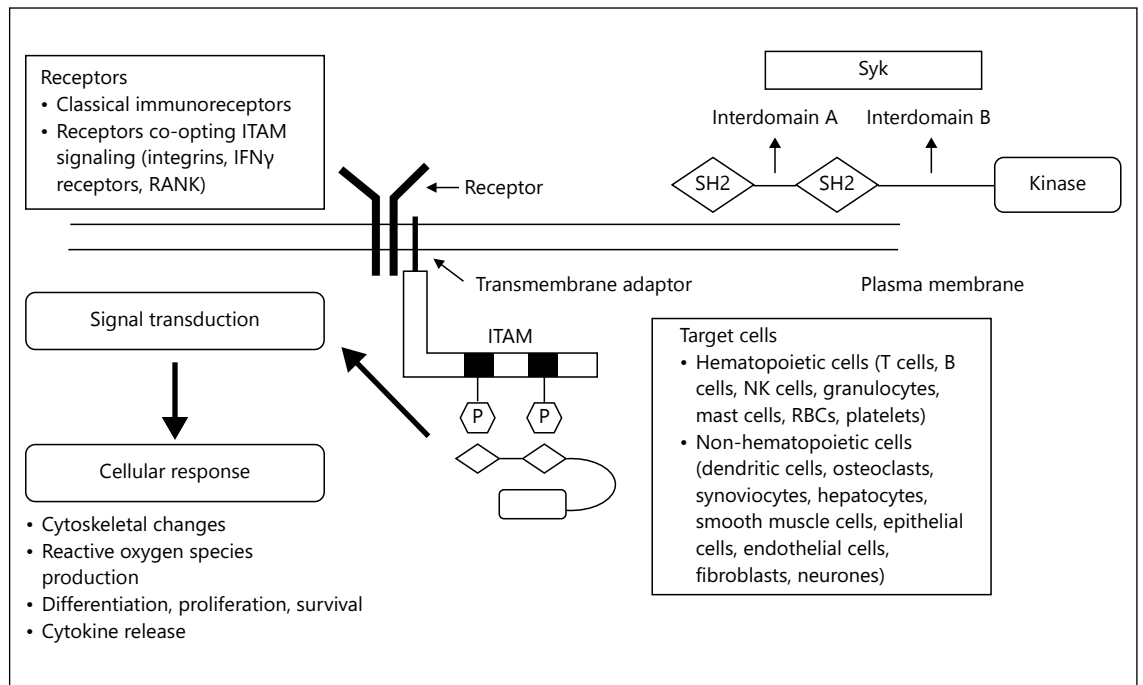 Receptors
• Classical immunoreceptors
• Receptors co-opting ITAM
signaling (integrins, IFNγ
receptors, RANK)
Syk
Interdomain A
Interdomain B
SH2
SH2
Kinase
Receptor
Transmembrane adaptor
Plasma membrane
Signal transduction
ITAM
P
P
Cellular response
• Cytoskeletal changes
• Reactive oxygen species
production
• Differentiation, proliferation, survival
• Cytokine release
Target cells
• Hematopoietic cells (T cells, B
cells, NK cells, granulocytes,
mast cells, RBCs, platelets)
• Non-hematopoietic cells
(dendritic cells, osteoclasts,
synoviocytes, hepatocytes,
smooth muscle cells, epithelial
cells, endothelial cells,
fibroblasts, neurones)